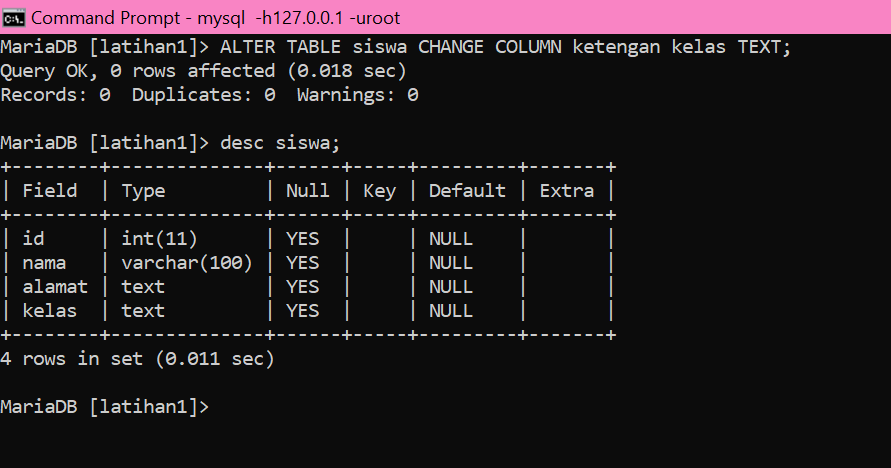 Command Prompt - mysql  -h127.0.0.1 -uroot
MariaDB [latihan1]> ALTER TABLE siswa CHANGE COLUMN ketengan kelas TEXT;
Query OK, 0 rows affected (0.018 sec)
Records: 0  Duplicates: 0  Warnings: 0

MariaDB [latihan1]> desc siswa;
+--------+--------------+------+-----+---------+-------+
| Field  | Type         | Null | Key | Default | Extra |
+--------+--------------+------+-----+---------+-------+
| id     | int(11)      | YES  |     | NULL    |       |
| nama   | varchar(100) | YES  |     | NULL    |       |
| alamat | text         | YES  |     | NULL    |       |
| kelas  | text         | YES  |     | NULL    |       |
+--------+--------------+------+-----+---------+-------+
4 rows in set (0.011 sec)

MariaDB [latihan1]>